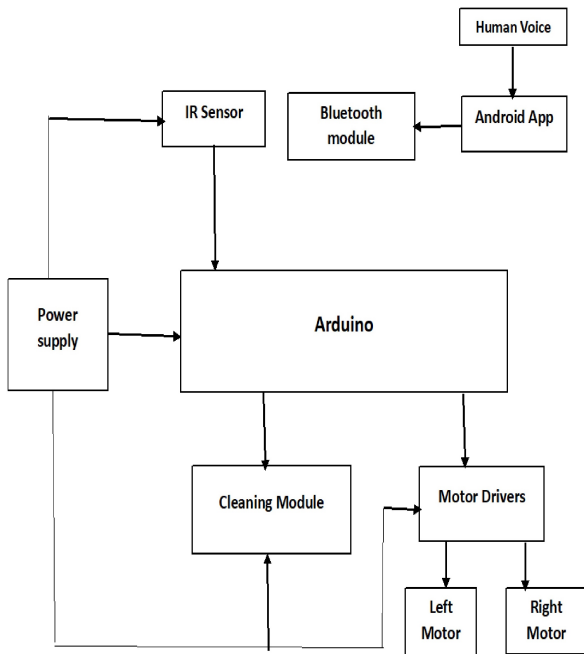 Human Voice
IR Sensor
Bluetooth
module
Android App
Power
supply
Arduino
Cleaning Module
Motor Drivers
Left
Motor
Right
Motor